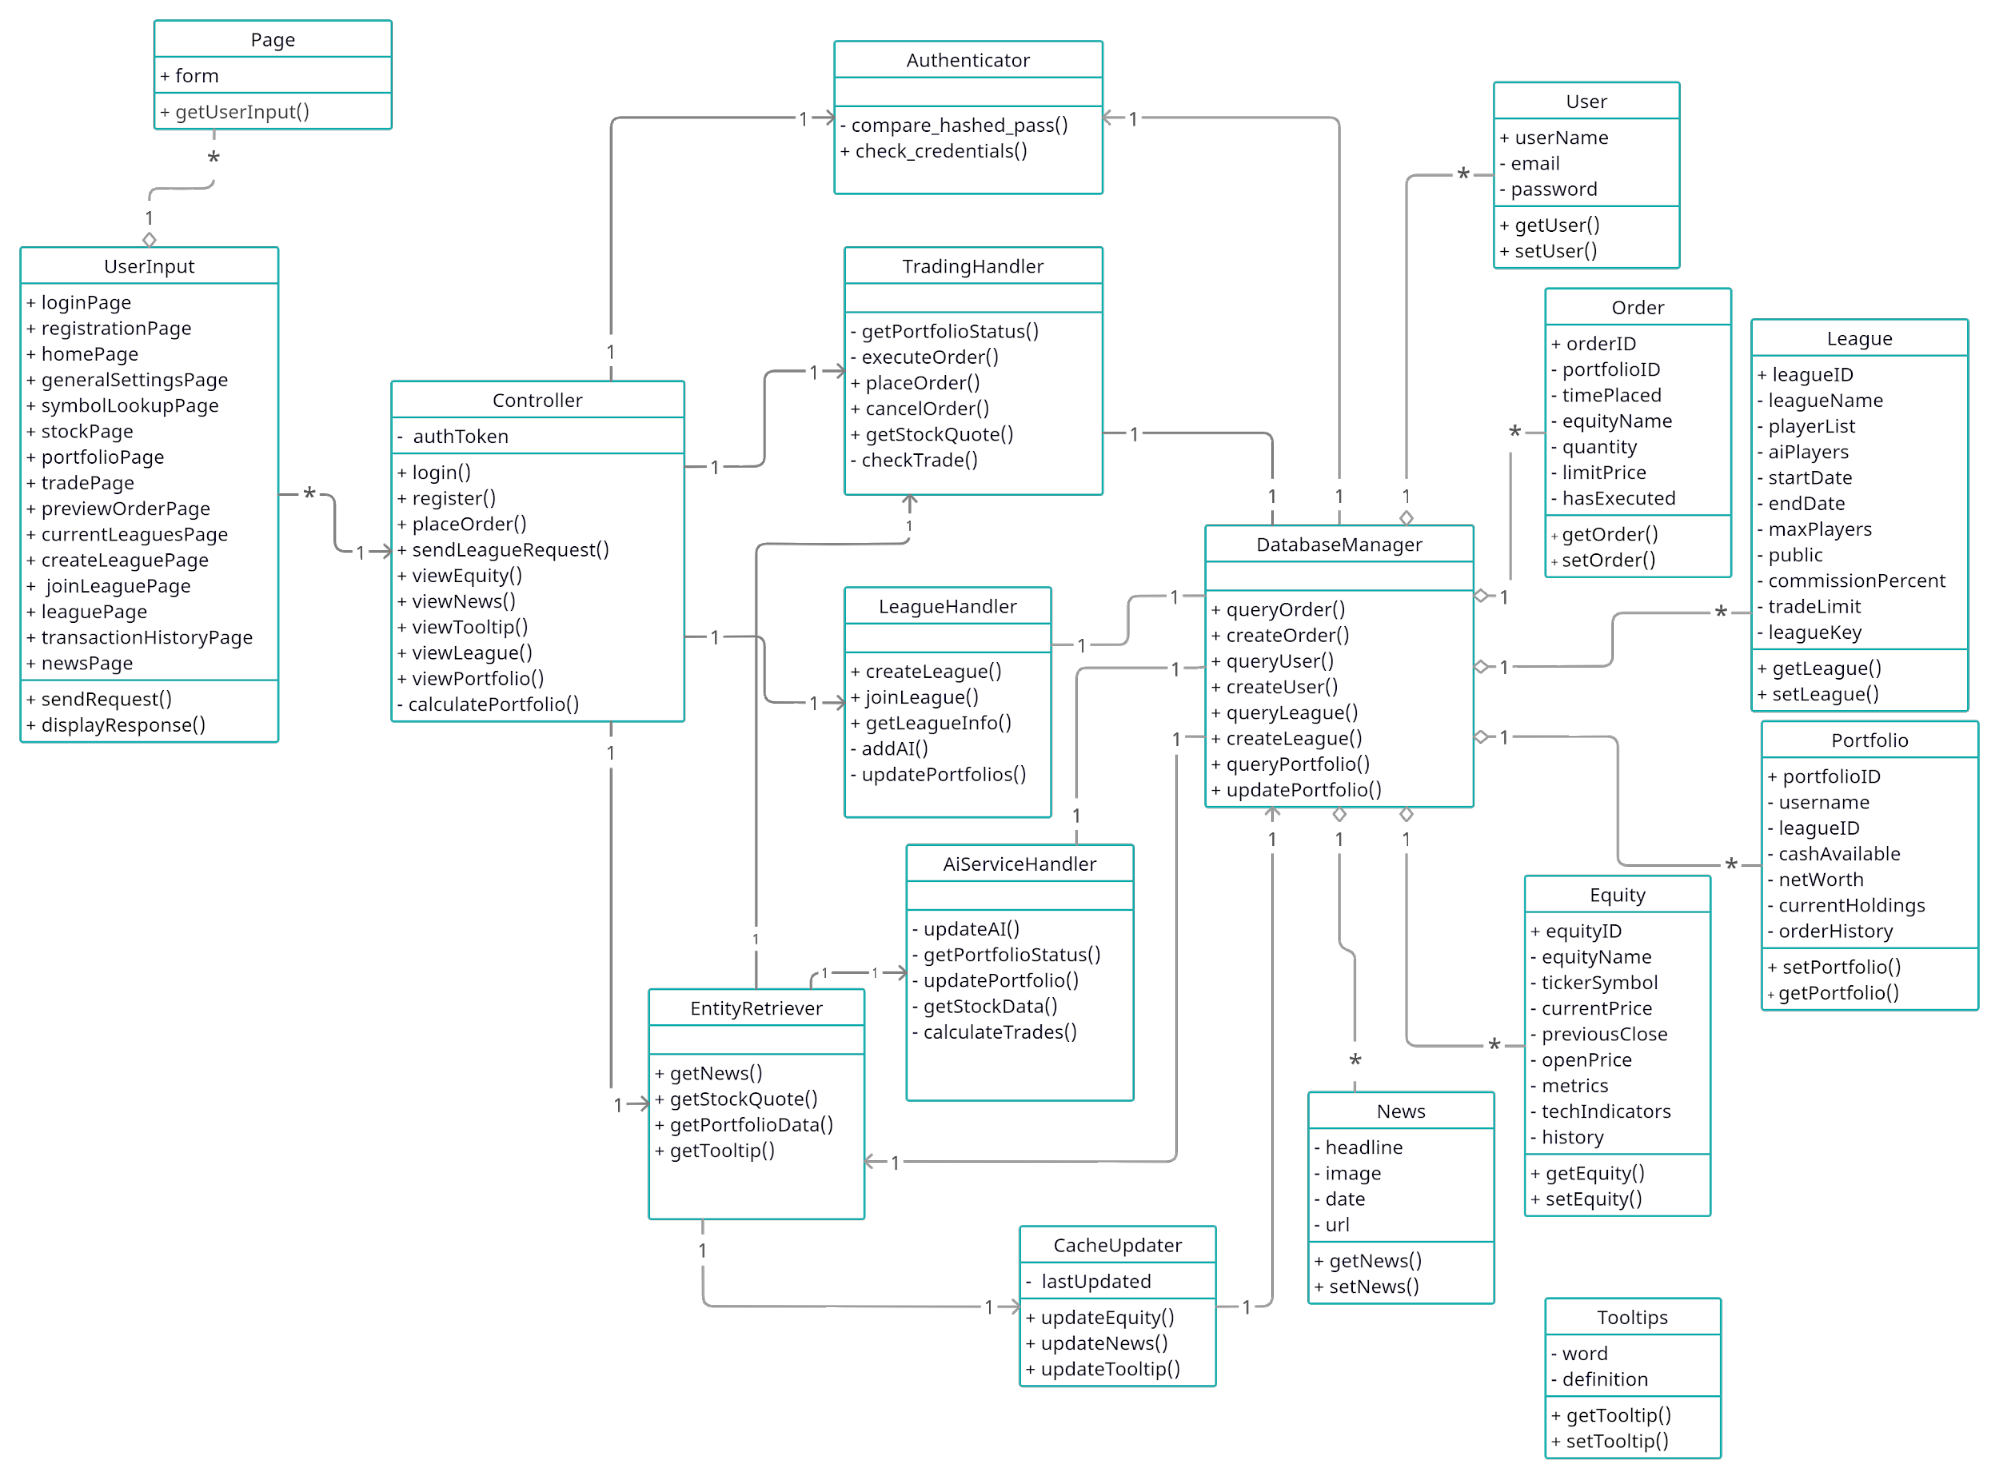 Page
+ form
+ getUserInput()
*
1
UserInput
+ loginPage
+ registrationPage
+ homePage
+ generalSettingsPage
+ symbolLookupPage
+ stockPage
+ portfolioPage
+ tradePage
+ previewOrderPage
+ currentLeaguesPage
+ createLeaguePage
+ joinLeaguePage
+ leaguePage
+ transactionHistoryPage
+ newsPage
+ sendRequest()
+ displayResponse()
*
1
Controller
- authToken
+ login()
+ register()
+ placeOrder()
+ sendLeagueRequest()
+ viewEquity()
+ viewNews()
+ viewTooltip()
+ viewLeague()
+ viewPortfolio()
- calculatePortfolio()
1
1
1
1
1
1
1
1
Authenticator
- compare_hashed_pass()
+ check_credentials()
1
1
TradingHandler
- getPortfolioStatus()
- executeOrder()
+ placeOrder()
+ cancelOrder()
+ getStockQuote()
- checkTrade()
1
1
1
1
LeagueHandler
+ createLeague()
+ joinLeague()
+ getLeagueInfo()
- addAI()
- updatePortfolios()
1
1
AiServiceHandler
- updateAI()
- getPortfolioStatus()
- updatePortfolio()
- getStockData()
- calculateTrades()
1
1
1
1
EntityRetriever
+ getNews()
+ getStockQuote()
+ getPortfolioData()
+ getTooltip()
1
1
1
1
CacheUpdater
- lastUpdated
+ updateEquity()
+ updateNews()
+ updateTooltip()
1
1
DatabaseManager
+ queryOrder()
+ createOrder()
+ queryUser()
+ createUser()
+ queryLeague()
+ createLeague()
+ queryPortfolio()
+ updatePortfolio()
1
*
User
+ userName
- email
- password
+ getUser()
+ setUser()
1
*
Order
+ orderID
- portfolioID
- timePlaced
- equityName
- quantity
- limitPrice
- hasExecuted
+ getOrder()
+ setOrder()
1
*
League
+ leagueID
- leagueName
- playerList
- aiPlayers
- startDate
- endDate
- maxPlayers
- public
- commissionPercent
- tradeLimit
- leagueKey
+ getLeague()
+ setLeague()
1
*
Portfolio
+ portfolioID
- username
- leagueID
- cashAvailable
- netWorth
- currentHoldings
- orderHistory
+ setPortfolio()
+ getPortfolio()
1
*
Equity
+ equityID
- equityName
- tickerSymbol
- currentPrice
- previousClose
- openPrice
- metrics
- techIndicators
- history
+ getEquity()
+ setEquity()
1
*
News
- headline
- image
- date
- url
+ getNews()
+ setNews()
Tooltips
- word
- definition
+ getTooltip()
+ setTooltip()